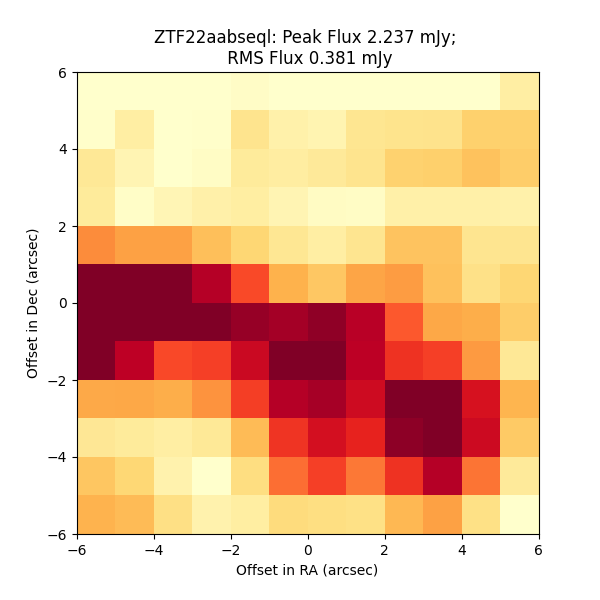 ZTF22aabseql: Peak Flux 2.237 mJy;
RMS Flux 0.381 mJy
6
4
2
0
−2
−4
−6
Offset in Dec (arcsec)
−6 −4 −2 0 2 4 6
Offset in RA (arcsec)